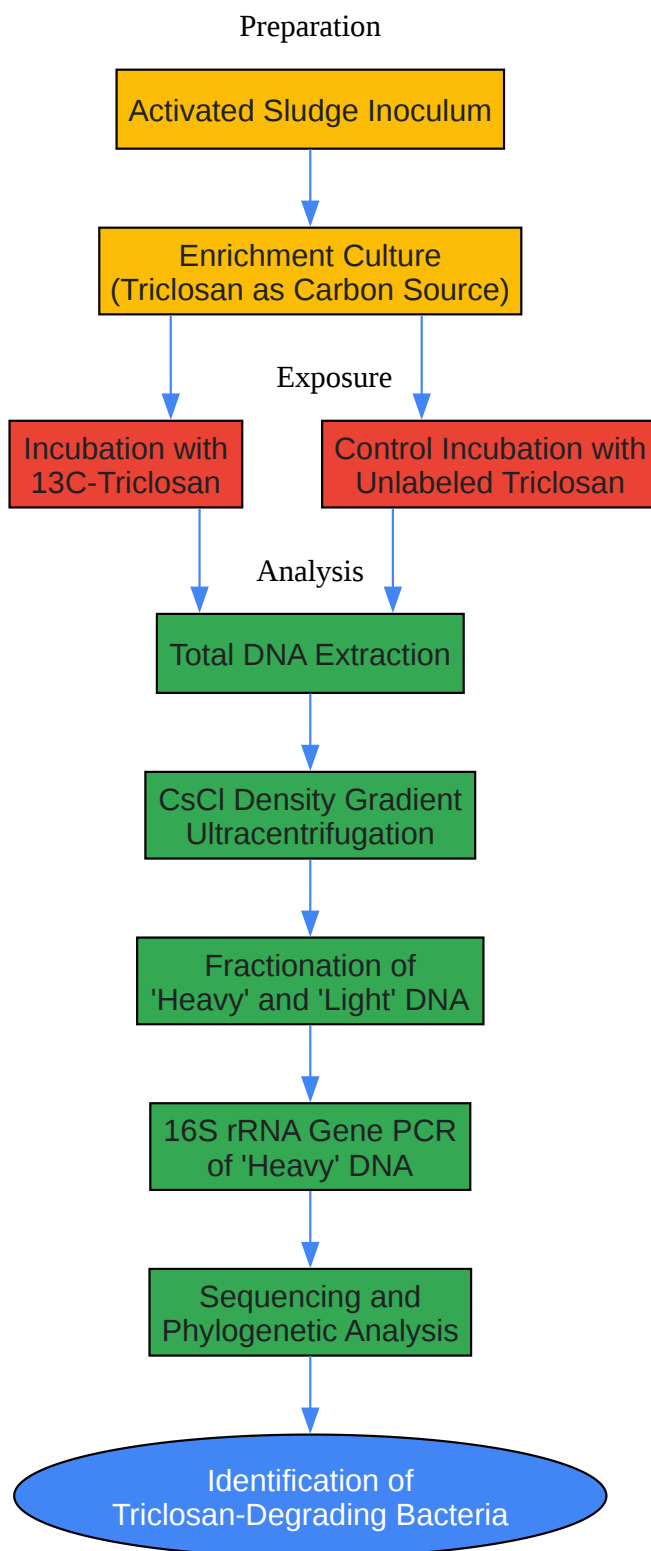 Preparation
Activated Sludge Inoculum
Enrichment Culture
(Triclosan as Carbon Source)
Exposure
Incubation with
13C-Triclosan
Control Incubation with
Unlabeled Triclosan
Analysis
Total DNA Extraction
CsCl Density Gradient
Ultracentrifugation
Fractionation of
'Heavy' and 'Light' DNA
16S rRNA Gene PCR
of 'Heavy' DNA
Sequencing and
Phylogenetic Analysis
Identification of
Triclosan-Degrading Bacteria